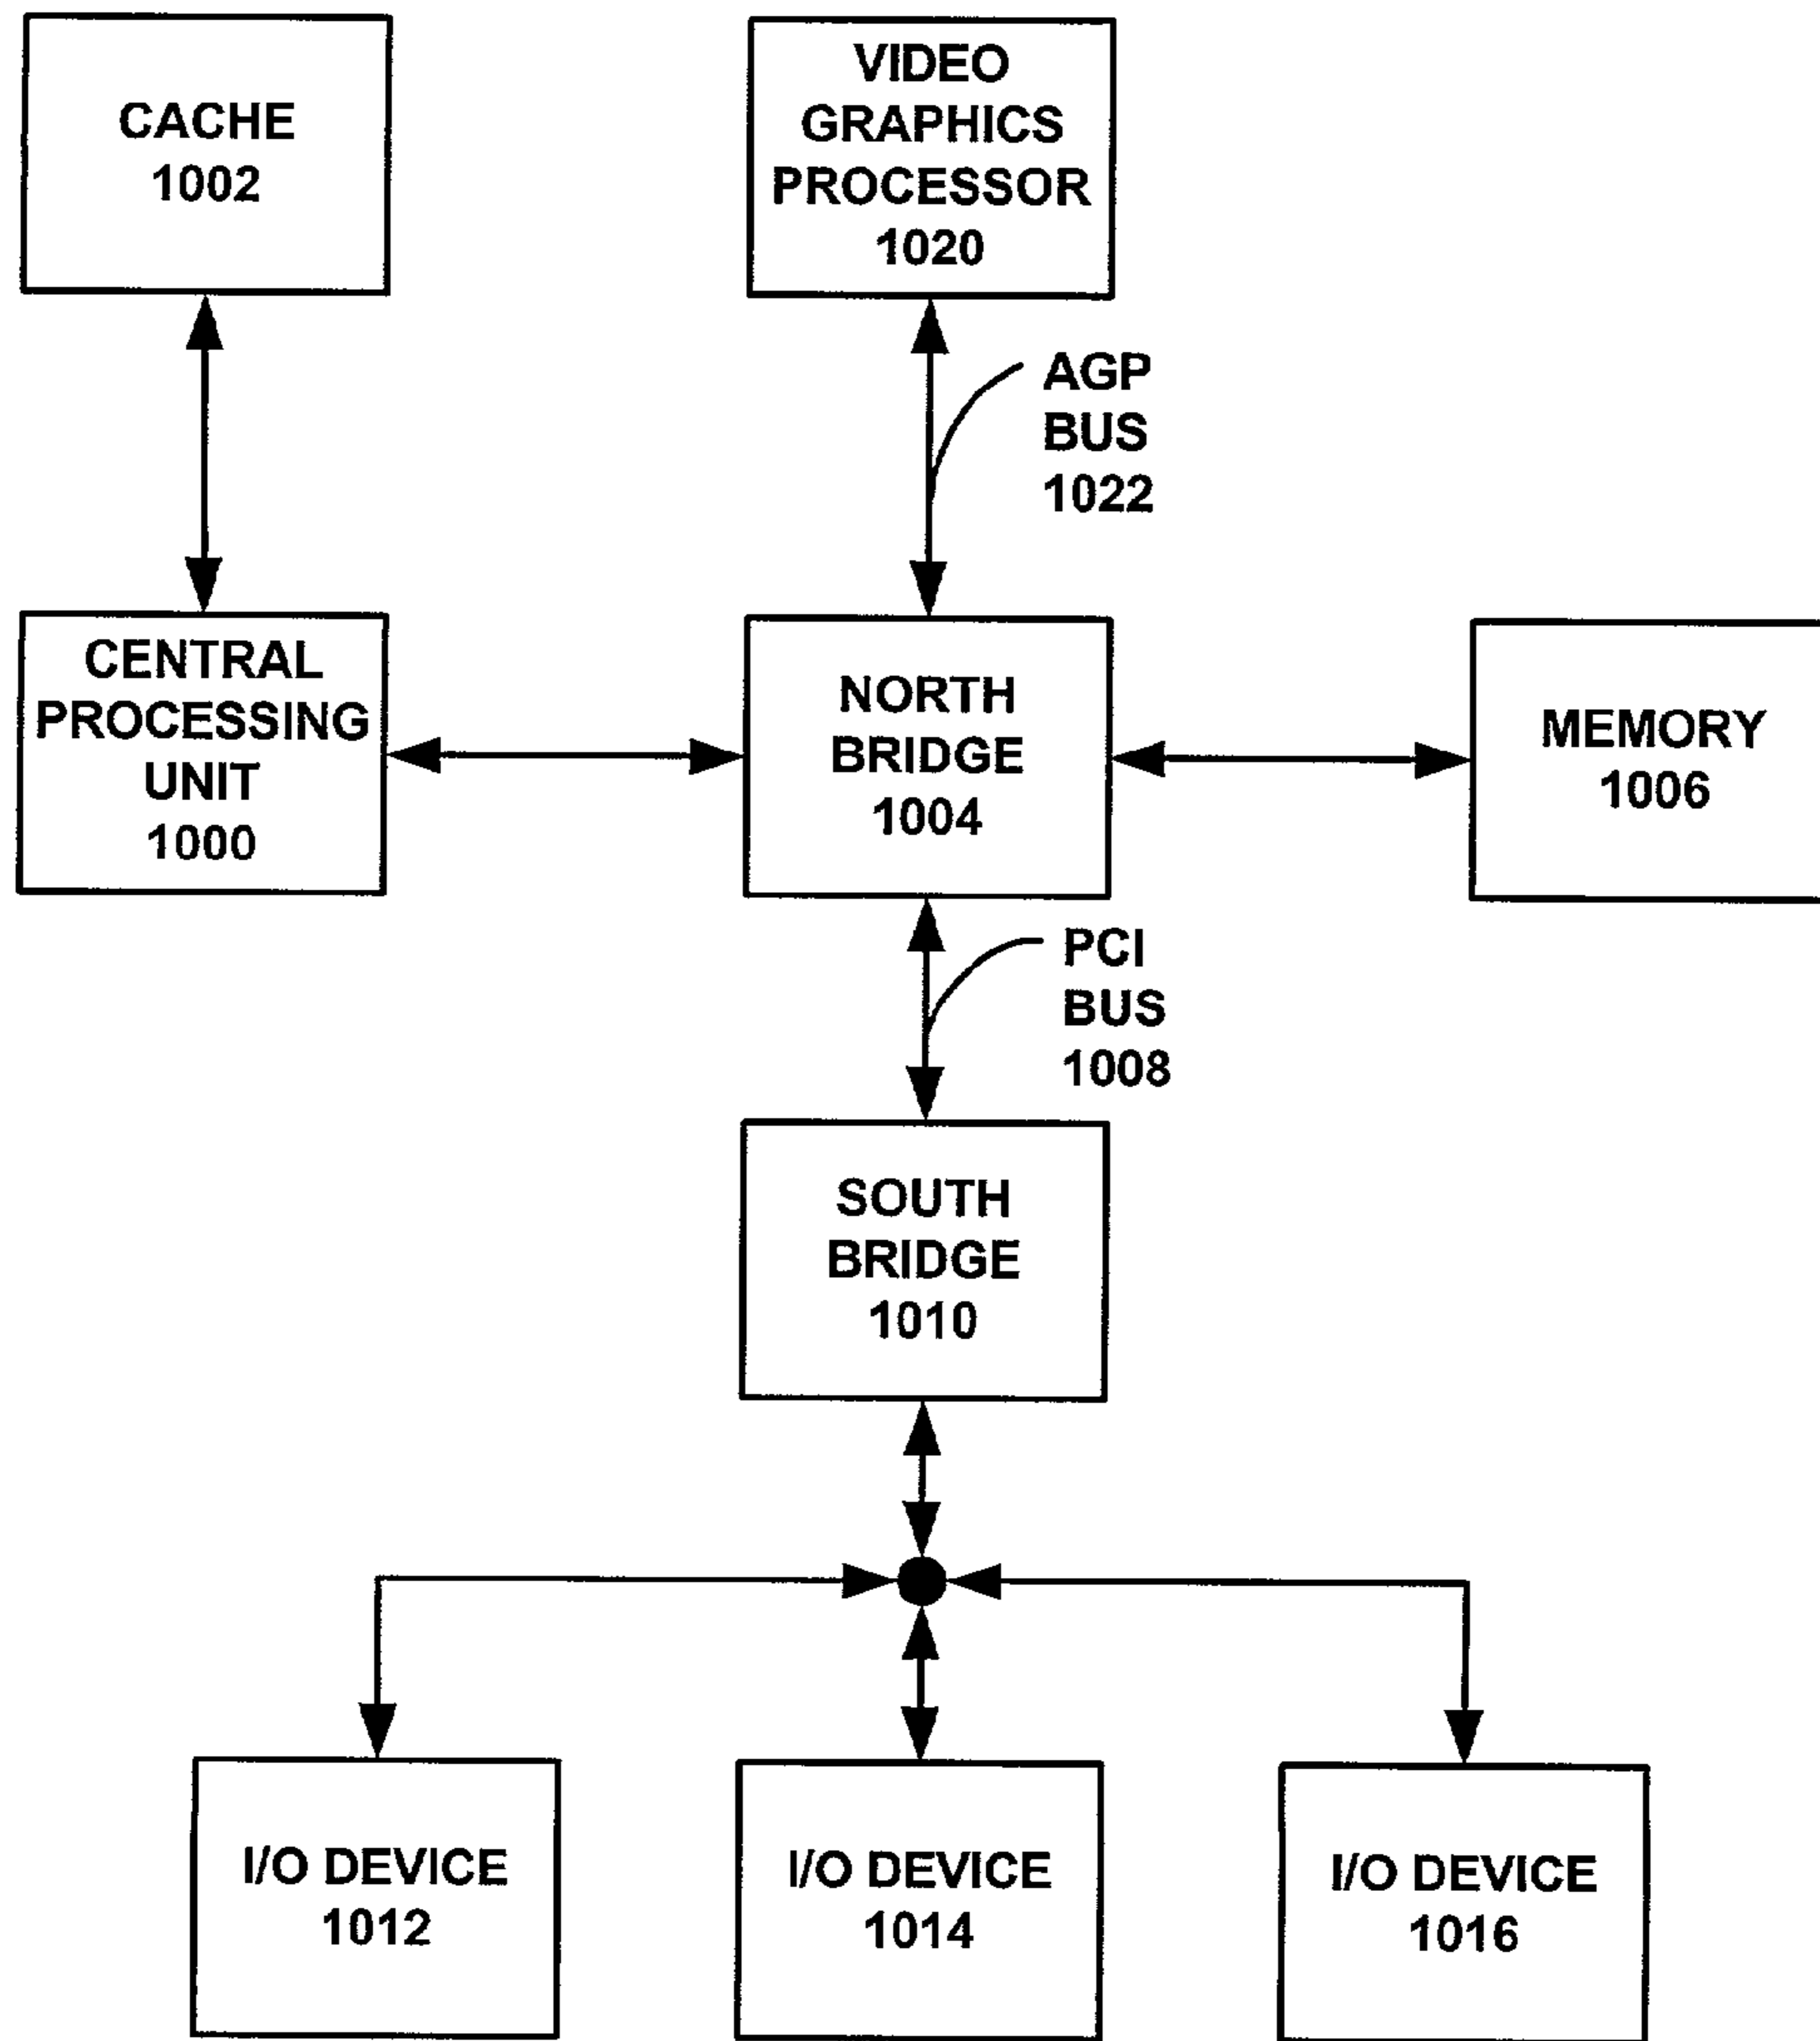 CACHE
1002
VIDEO
GRAPHICS
PROCESSOR
1020
AGP
BUS
1022
CENTRAL
PROCESSING
UNIT
1000
NORTH
BRIDGE
1004
MEMORY
1006
PCI
BUS
1008
SOUTH
BRIDGE
1010
I/O DEVICE
1012
I/O DEVICE
1014
I/O DEVICE
1016